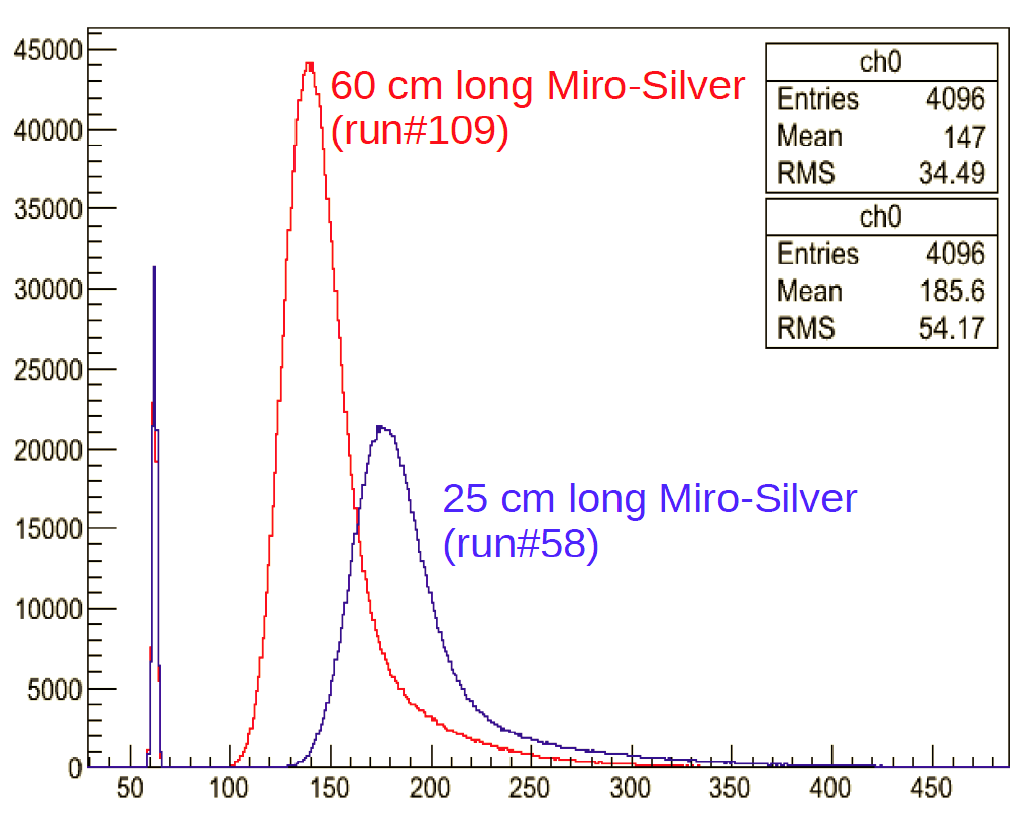 45000
40000
35000
30000
25000
20000
15000
10000
5000
0
50 100 150 200 250 300 350 400 450
60 cm long Miro-Silver
(run#109)
25 cm long Miro-Silver
(run#58)
ch0
Entries 4096
Mean 147
RMS 34.49
ch0
Entries 4096
Mean 185.6
RMS 54.17